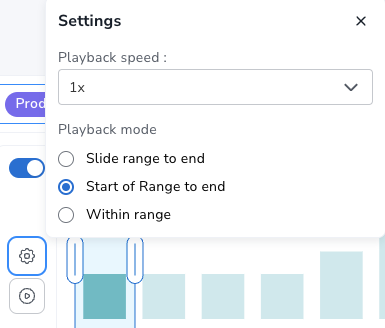 Settings
Playback speed :
1x
Playback mode
Slide range to end
Start of Range to end
Within range
Prod